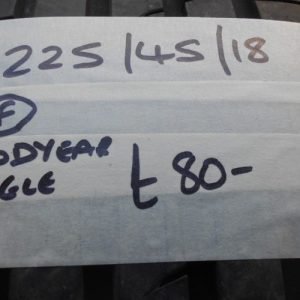 225/45/18
F
ODYEAR
GLE £80-